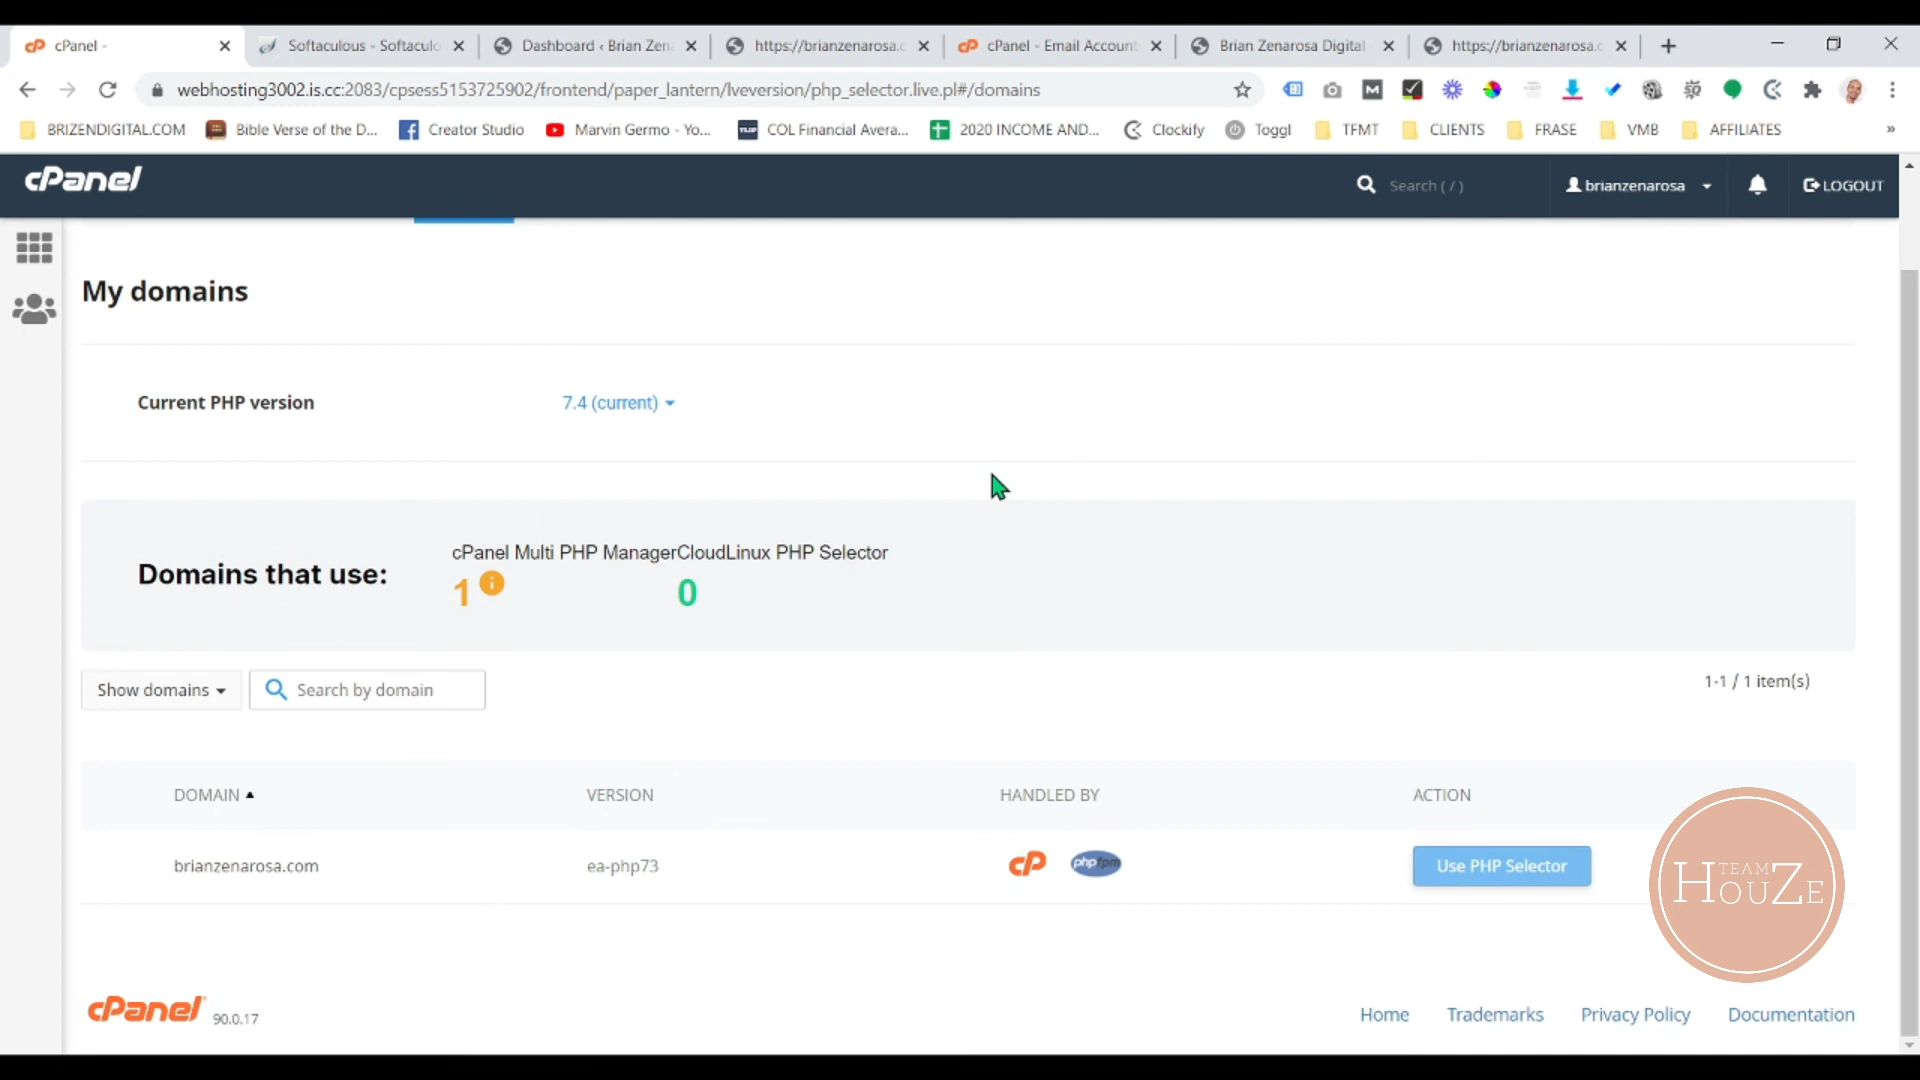 cPanel -
Softaculous - Softaculo
Dashboard ‹ Brian Zena
https://brianzenarosa.c
cPanel - Email Account
Brian Zenarosa Digital
https://brianzenarosa.c
webhosting3002.is.cc:2083/cpsess5153725902/frontend/paper_lantern/lveversion/php_selector.live.pl#/domains
BRIZENDIGITAL.COM
Bible Verse of the D...
Creator Studio
Marvin Germo - Yo...
COL Financial Avera...
2020 INCOME AND...
Clockify
Toggl
TFMT
CLIENTS
FRASE
VMB
AFFILIATES
»
cPanel
Search ( / )
brianzenarosa
LOGOUT
My domains
Current PHP version
7.4 (current)
cPanel Multi PHP ManagerCloudLinux PHP Selector
Domains that use:
1
0
Show domains
Search by domain
1-1 / 1 item(s)
DOMAIN VERSION HANDLED BY ACTION
brianzenarosa.com ea-php73 cP php fpm Use PHP Selector
TEAM
HOUZE
cPanel 90.0.17
Home Trademarks Privacy Policy Documentation